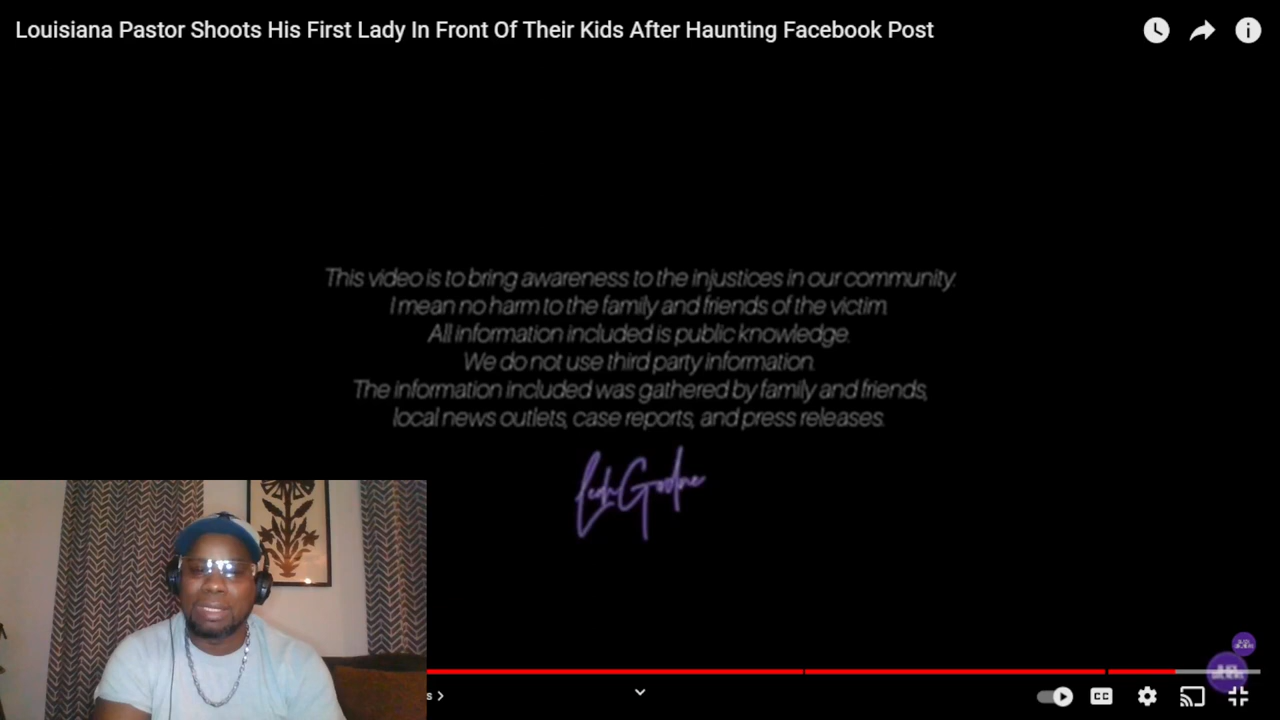 Louisiana Pastor Shoots His First Lady In Front Of Their Kids After Haunting Facebook Post
This video is to bring awareness to the injustices in our community.
I mean no harm to the family and friends of the victim.
All information included is public knowledge.
We do not use third party information.
The information included was gathered by family and friends,
local news outlets, case reports, and press releases.
s
CC